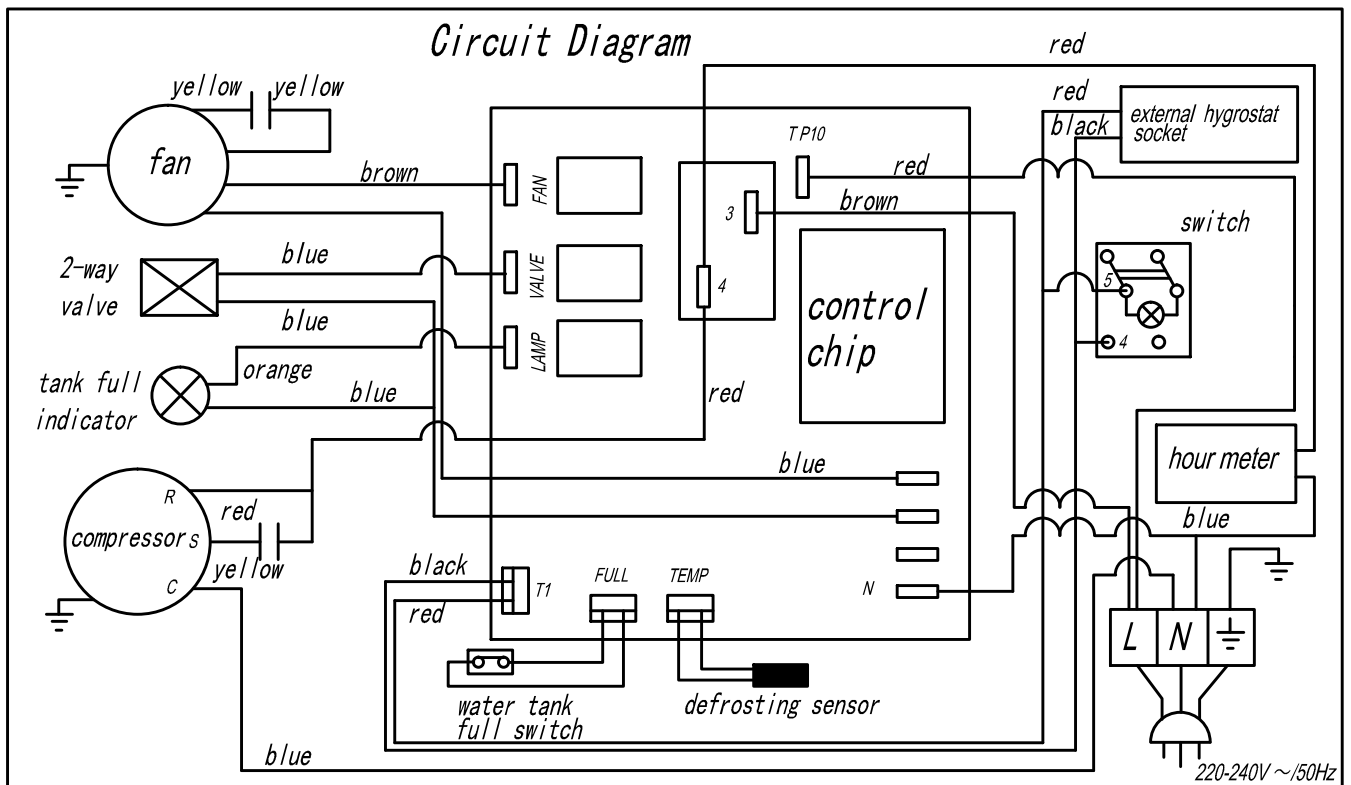 Circuit Diagram
red
yellow yellow
red
external hygrostat
socket
black
TP10
fan
brown
red
FAN
3
brown
switch
2-way
valve
blue
VALVE
4
5
control
chip
blue
LAMP
4
tank full
indicator
orange
blue
red
hour meter
R
blue
red
compressor S
yellow
blue
C
black
T1
FULL
TEMP
N
red
L
N
water tank
full switch
defrosting sensor
blue
220-240V ~/50Hz